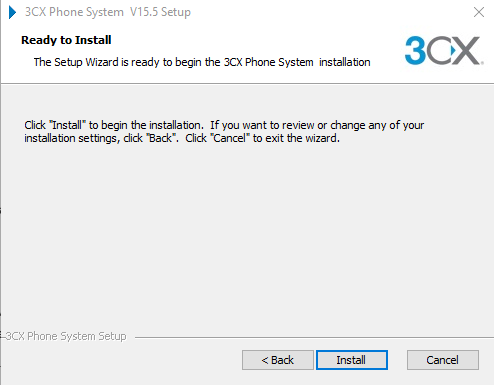 3CX Phone System V15.5 Setup
Ready to Install
The Setup Wizard is ready to begin the 3CX Phone System installation
3CX.
Click "Install" to begin the installation. If you want to review or change any of your
installation settings, click "Back". Click "Cancel" to exit the wizard.
3CX Phone System Setup
< Back
Install
Cancel